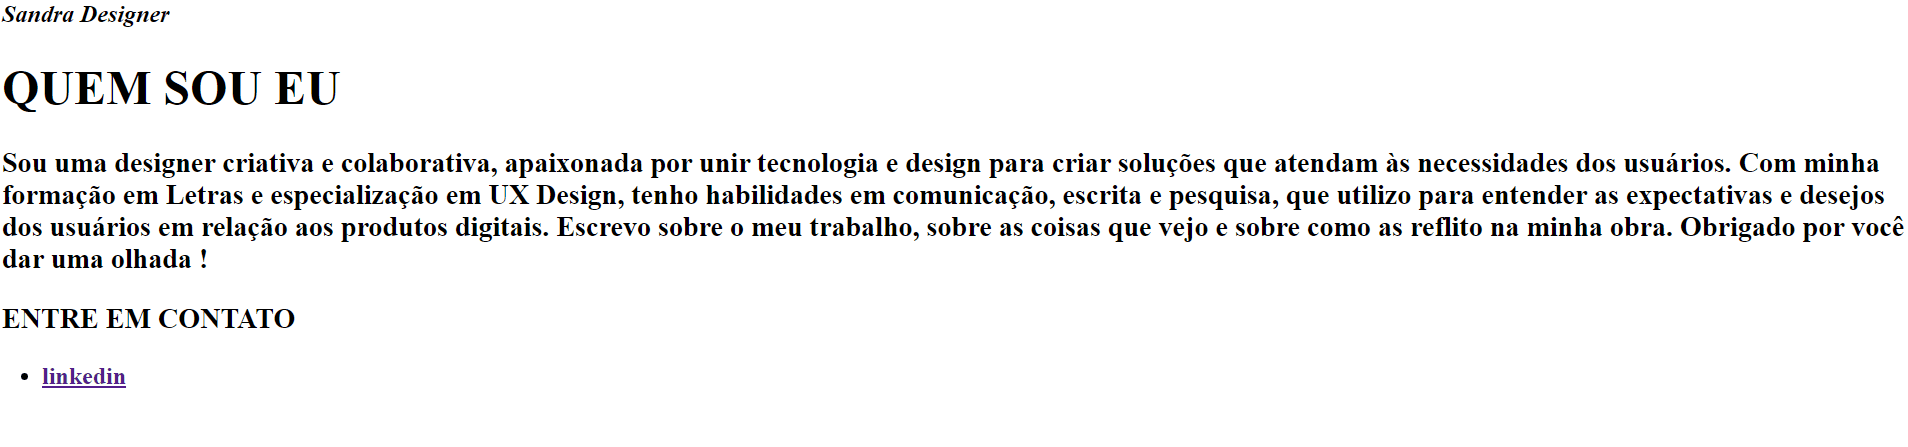 Sandra Designer
QUEM SOU EU
Sou uma designer criativa e colaborativa, apaixonada por unir tecnologia e design para criar soluções que atendam às necessidades dos usuários. Com minha
formação em Letras e especialização em UX Design, tenho habilidades em comunicação, escrita e pesquisa, que utilizo para entender as expectativas e desejos
dos usuários em relação aos produtos digitais. Escrevo sobre o meu trabalho, sobre as coisas que vejo e sobre como as reflito na minha obra. Obrigado por você
dar uma olhada !
ENTRE EM CONTATO
linkedin